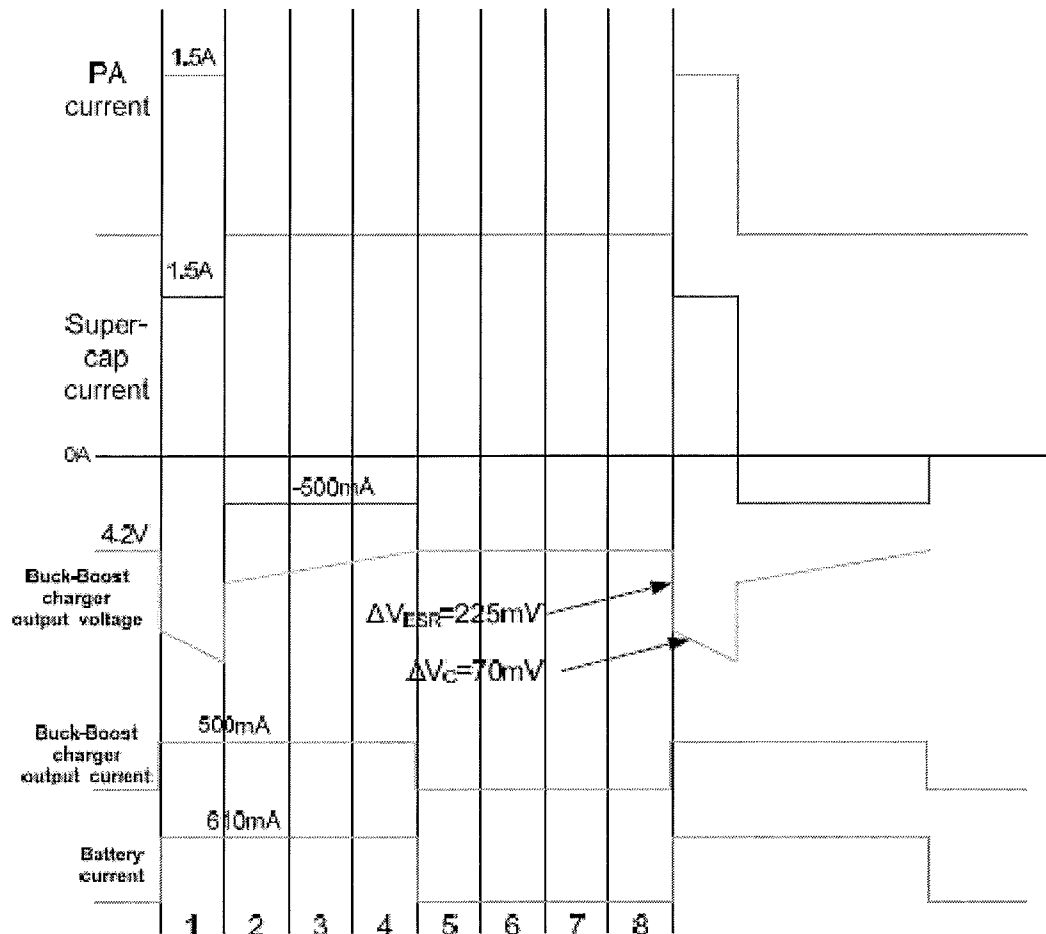 1.5A
PA
current
1.5A
Super-
cap
current
0A
-500mA
4.2V
Buck-Boost
charger
output voltage
ΔVESR=225mV
ΔVC=70mV
500mA
Buck-Boost
charger
output current
610mA
Battery
current
1 2 3 4 5 6 7 8